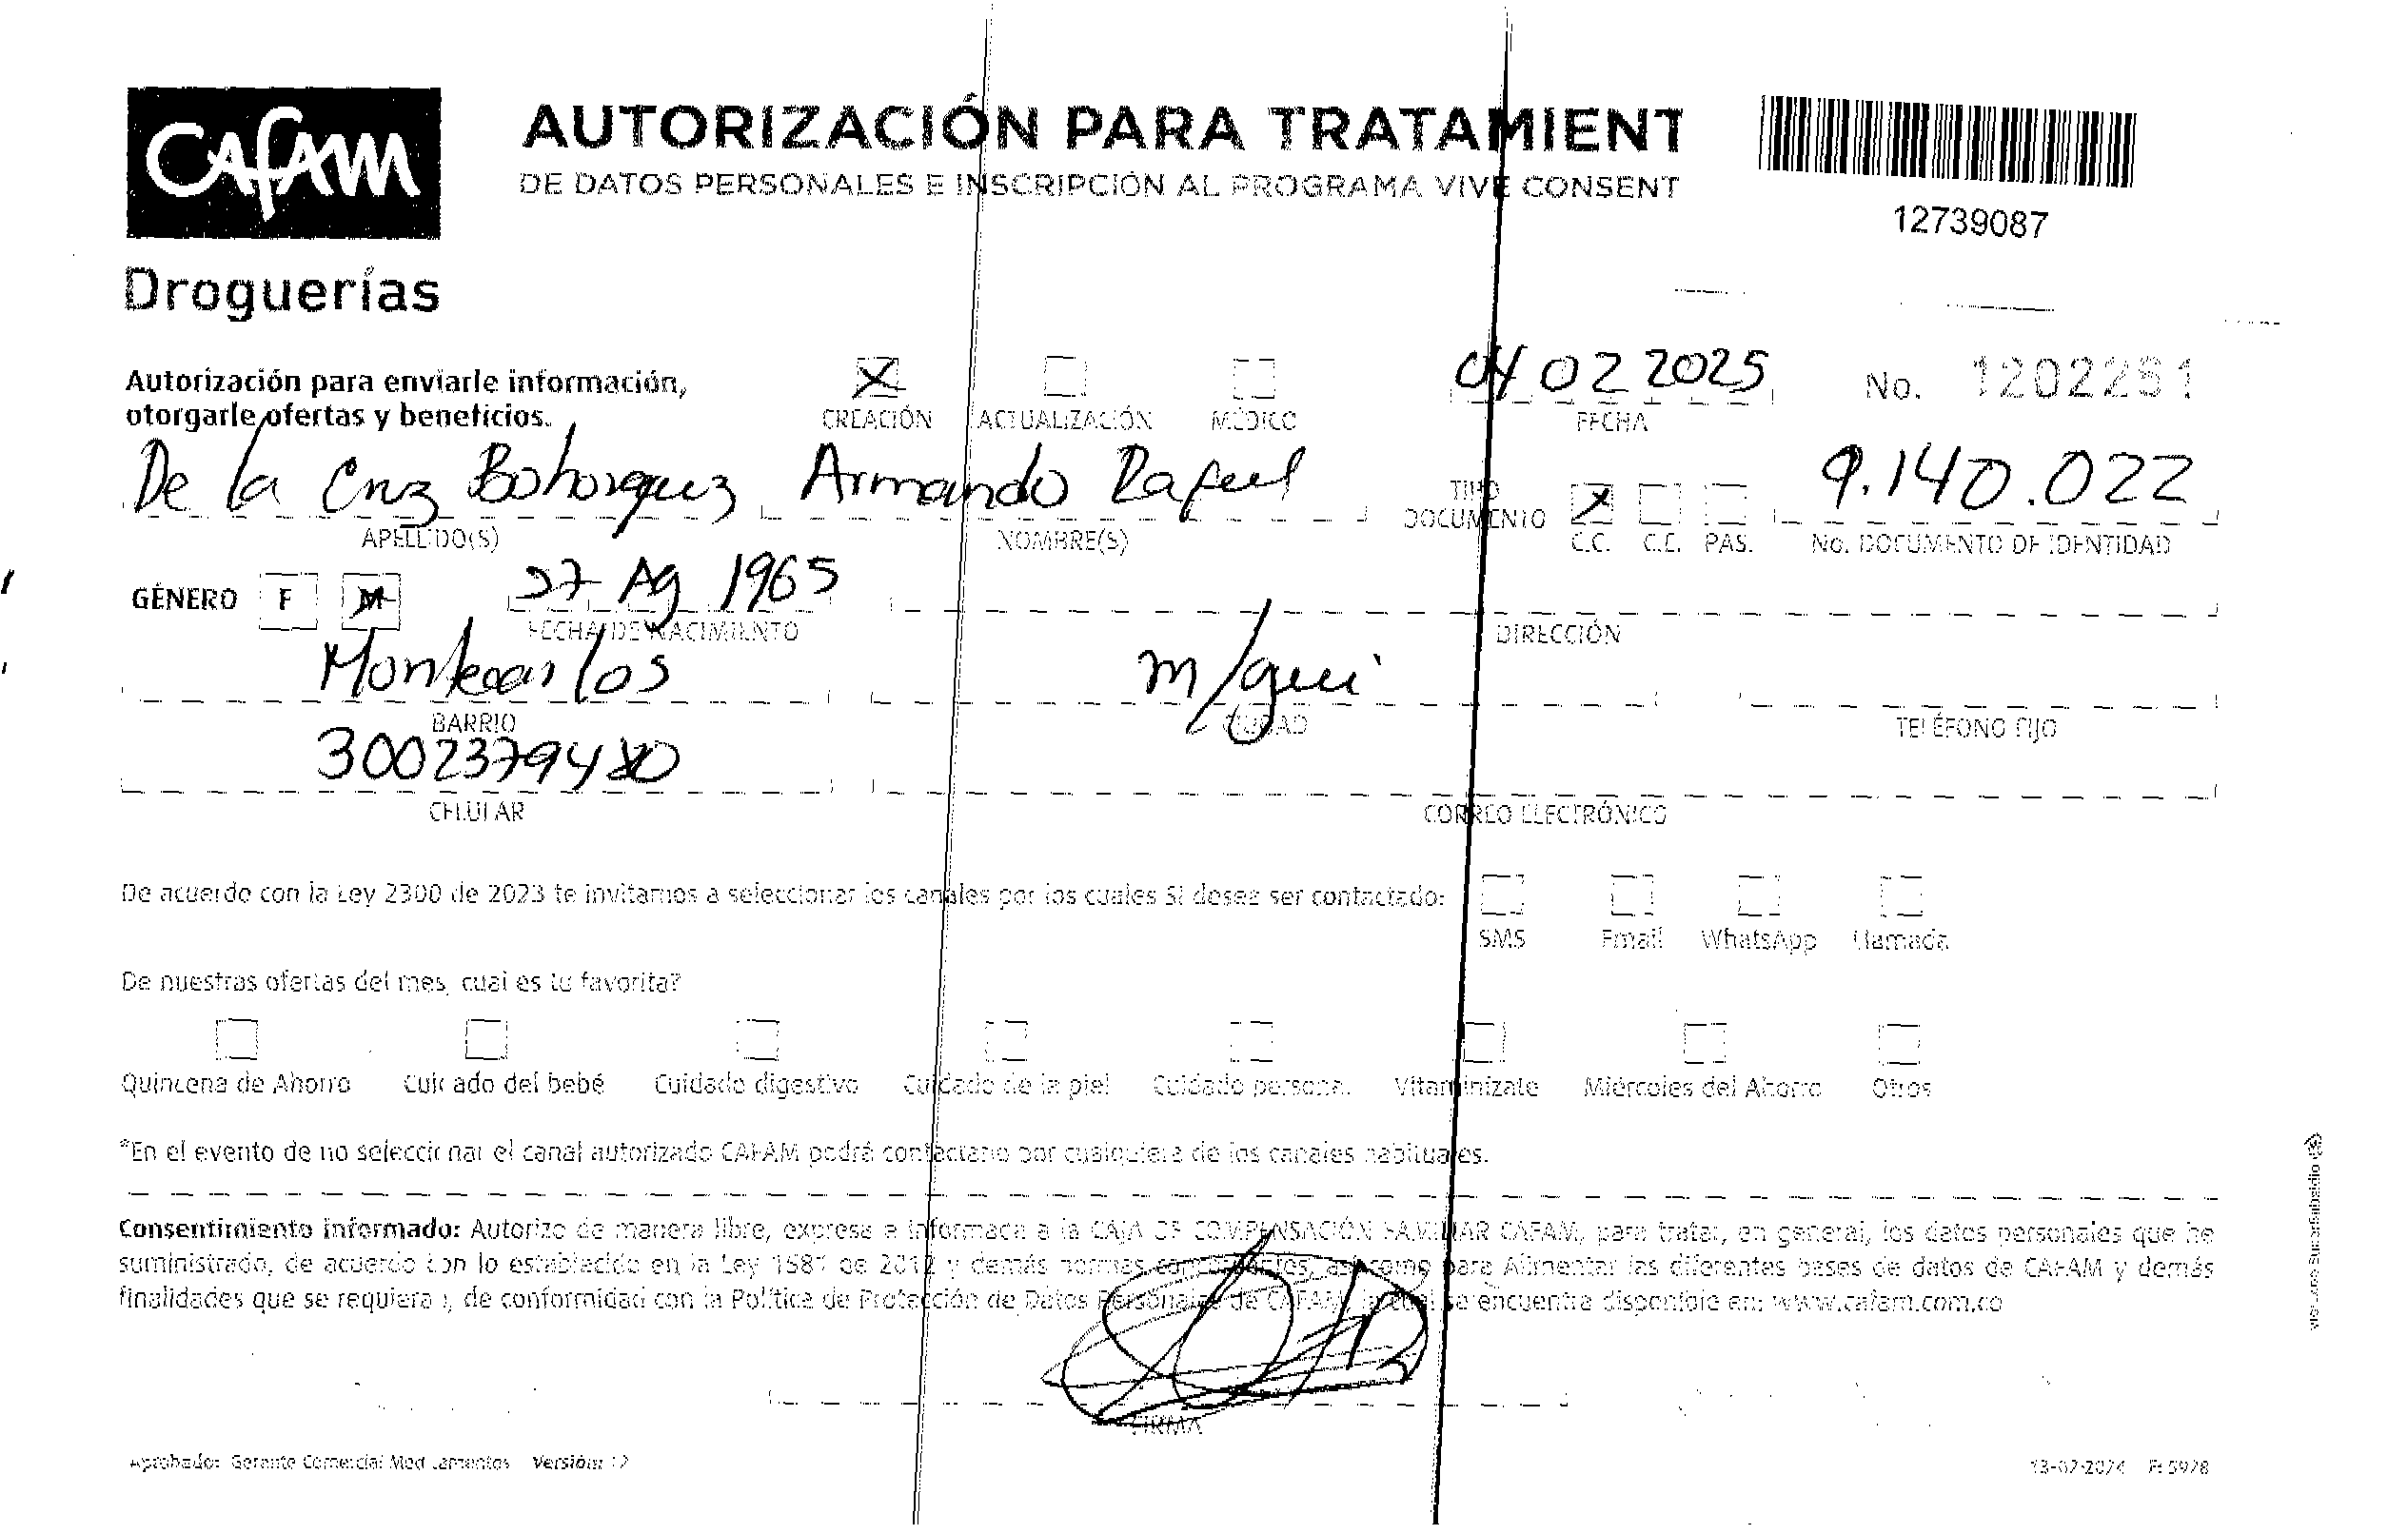 CAFAM
AUTORIZACIÓN PARA TRATAMIENT
DE DATOS PERSONALES E INSCRIPCIÓN AL PROGRAMA VIVE CONSENT
12739087
Droguerías
Autorización para enviarle información,
otorgarle ofertas y beneficios.
CREACIÓN ACTUALIZACIÓN MÉDICO
04 02 2025
FECHA
No. 1202251
De la Cruz Bohorquez Armando Rafael
APELLIDO(S) NOMBRE(S)
TIPO
DOCUMENTO
C.C. C.E. PAS.
9.140.022
No. DOCUMENTO DE IDENTIDAD
GÉNERO F M
27 Ag 1965
FECHA DE NACIMIENTO
DIRECCIÓN
Montecarlos
BARRIO CIUDAD TELÉFONO FIJO
CELULAR CORREO ELECTRÓNICO
De acuerdo con la Ley 2300 de 2023 te invitamos a seleccionar los canales por los cuales SI desea ser contactado:
SMS Email WhatsApp Llamada
De nuestras ofertas del mes, cual es tu favorita?
Quincena de Ahorro Cuidado del bebé Cuidado digestivo Cuidado de la piel Cuidado personal Vitaminízate Miércoles del Ahorro Otros
*En el evento de no seleccionar el canal autorizado CAFAM podrá contactarlo por cualquiera de los canales habituales.
Consentimiento informado: Autorizo de manera libre, expresa e informada a la CAJA DE COMPENSACIÓN FAMILIAR CAFAM, para tratar, en general, los datos personales que he
suministrado, de acuerdo con lo establecido en la Ley 1581 de 2012 y demás normas concordantes, así como para Alimentar las diferentes bases de datos de CAFAM y demás
finalidades que se requieran, de conformidad con la Política de Protección de Datos Personales de CAFAM, la cual se encuentra disponible en: www.cafam.com.co
FIRMA
Aprobado: Gerente Comercial Medicamentos Versión: 12
13-02-2024 F: 5928